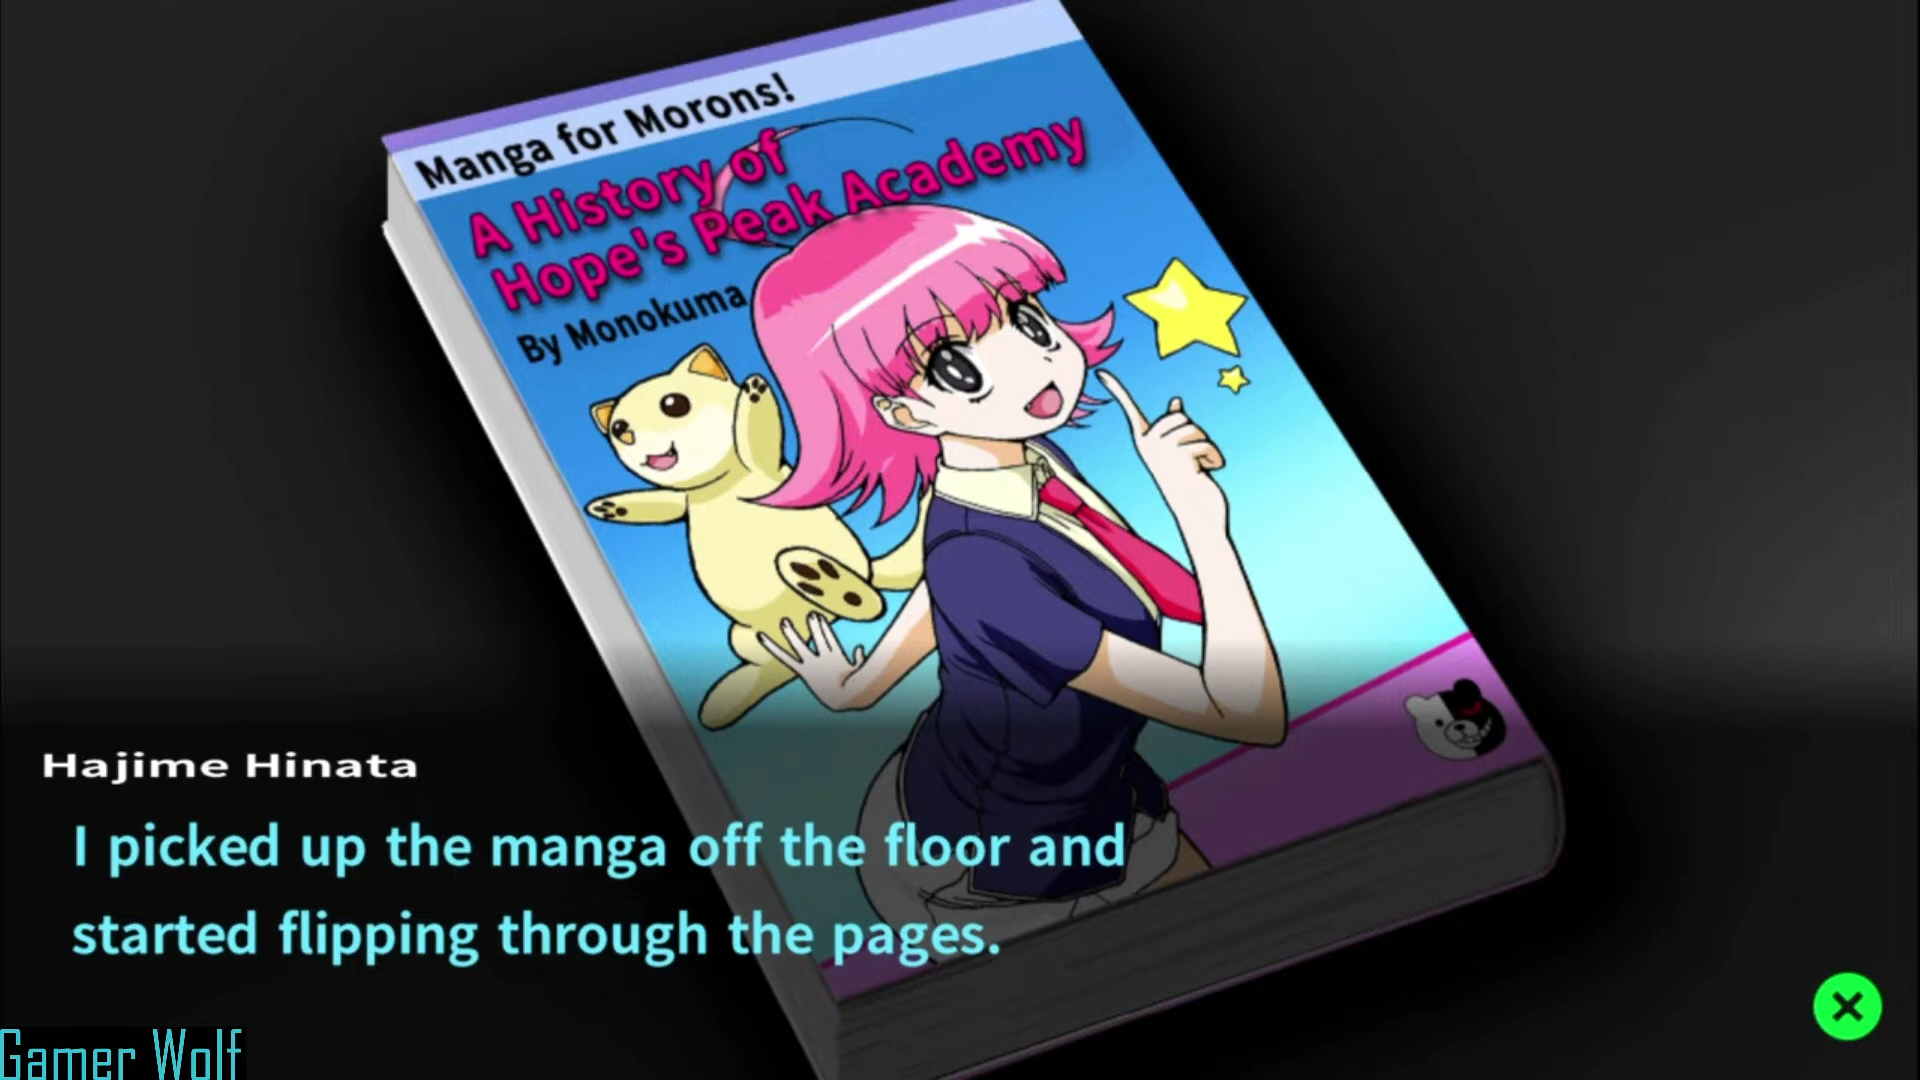 Manga for Morons!
A History of
Hope's Peak Academy
By Monokuma
Hajime Hinata
I picked up the manga off the floor and
started flipping through the pages.
Gamer Wolf